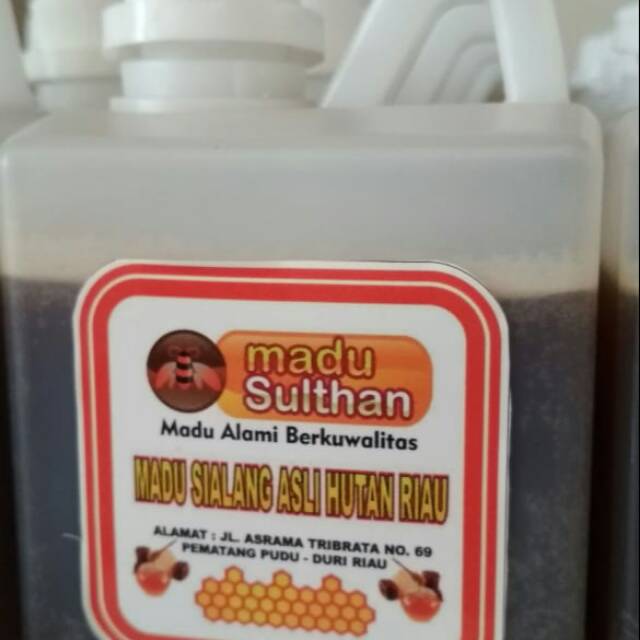 madu
Sulthan
Madu Alami Berkuwalitas
MADU SIALANG ASLI HUTAN RIAU
ALAMAT : JL. ASRAMA TRIBRATA NO. 69
PEMATANG PUDU - DURI RIAU